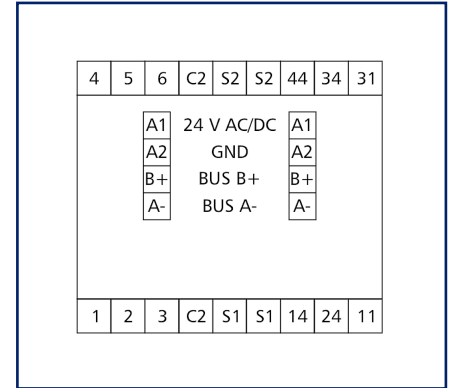 4 5 6 C2 S2 S2 44 34 31
A1 24 V AC/DC A1
A2 GND A2
B+ BUS B+ B+
A- BUS A- A-
1 2 3 C2 S1 S1 14 24 11